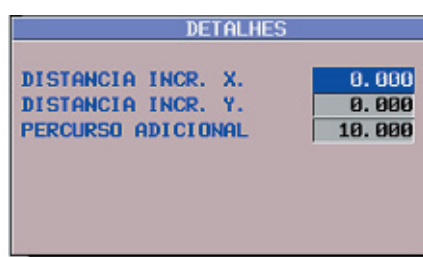 DETALHES
DISTANCIA INCR. X. 0.000
DISTANCIA INCR. Y. 0.000
PERCURSO ADICIONAL 10.000